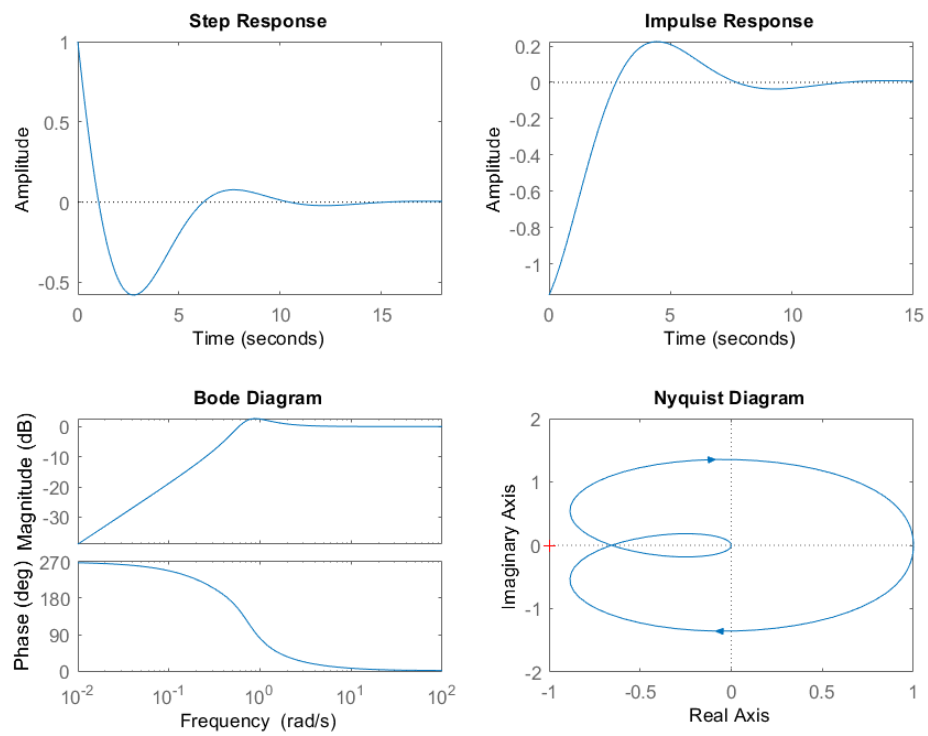 Step Response
1
0.5
0
-0.5
Amplitude
0 5 10 15
Time (seconds)
Impulse Response
0.2
0
-0.2
-0.4
-0.6
-0.8
-1
Amplitude
0 5 10 15
Time (seconds)
Bode Diagram
Magnitude (dB)
0
-10
-20
-30
Phase (deg)
270
180
90
0
10^-2 10^-1 10^0 10^1 10^2
Frequency (rad/s)
Nyquist Diagram
2
1
0
-1
-2
Imaginary Axis
-1 -0.5 0 0.5 1
Real Axis